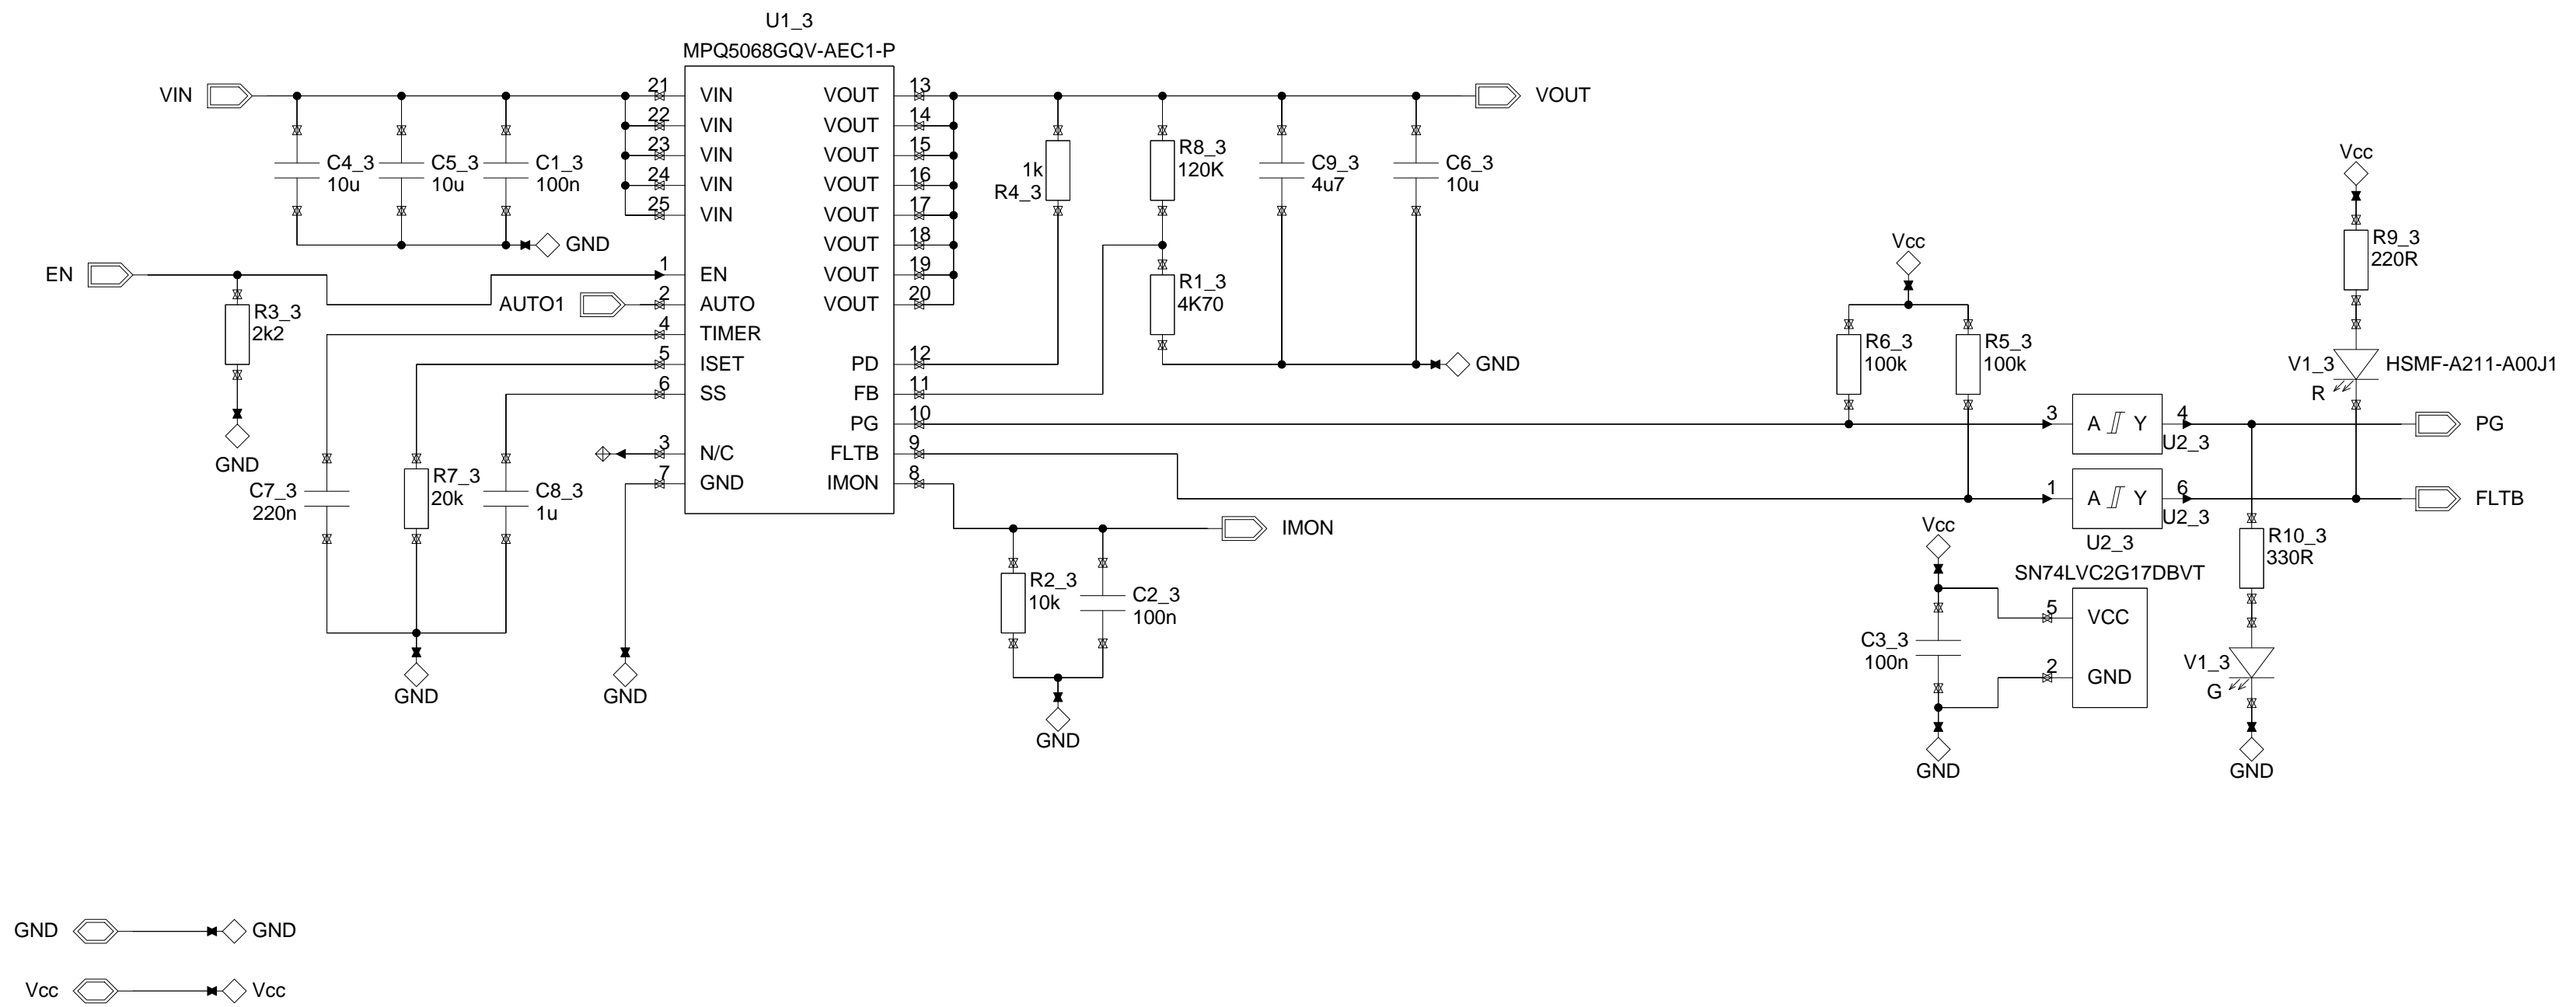 U1_3
MPQ5068GQV-AEC1-P
VIN
21 VIN
22 VIN
23 VIN
24 VIN
25 VIN
1 EN
2 AUTO
4 TIMER
5 ISET
6 SS
3 N/C
7 GND
VOUT 13
VOUT 14
VOUT 15
VOUT 16
VOUT 17
VOUT 18
VOUT 19
VOUT 20
PD 12
FB 11
PG 10
FLTB 9
IMON 8
C4_3
10u
C5_3
10u
C1_3
100n
GND
EN
AUTO1
R3_3
2k2
GND
C7_3
220n
R7_3
20k
C8_3
1u
GND
GND
VOUT
1k
R4_3
R8_3
120K
R1_3
4K70
C9_3
4u7
C6_3
10u
GND
IMON
R2_3
10k
C2_3
100n
GND
Vcc
R6_3
100k
R5_3
100k
Vcc
R9_3
220R
V1_3
R
HSMF-A211-A00J1
3 A Y 4
U2_3
PG
1 A Y 6
U2_3
FLTB
U2_3
SN74LVC2G17DBVT
Vcc
5 VCC
2 GND
C3_3
100n
GND
R10_3
330R
V1_3
G
GND
GND GND
Vcc Vcc